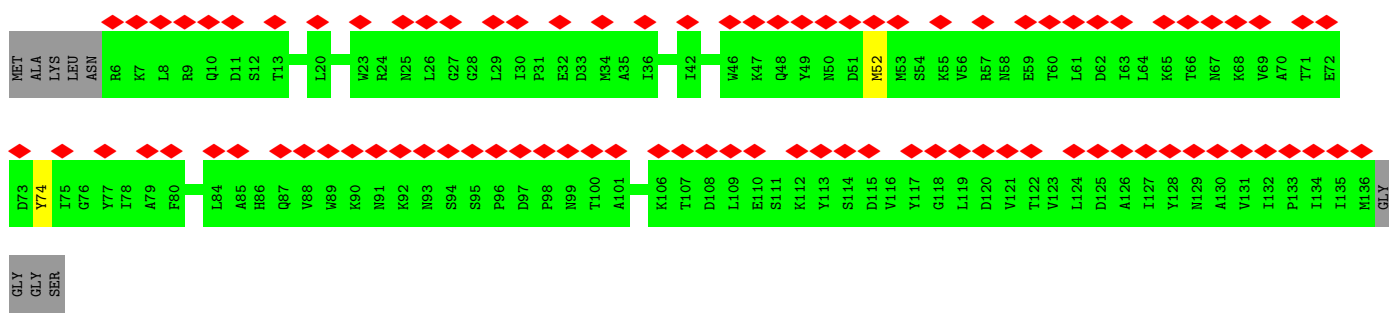 MET ALA LYS LEU ASN R6 K7 L8 R9 Q10 D11 S12 T13 L20 W23 R24 N25 L26 G27 G28 L29 I30 P31 E32 D33 M34 A35 I36 I42 W46 K47 Q48 Y49 N50 D51 M52 M53 S54 K55 V56 R57 N58 E59 T60 L61 D62 I63 L64 K65 T66 N67 K68 V69 A70 T71 E72
D73 Y74 I75 G76 Y77 I78 A79 F80 L84 A85 H86 Q87 V88 W89 K90 N91 K92 N93 S94 S95 P96 D97 P98 N99 T100 A101 K106 T107 D108 L109 E110 S111 K112 Y113 S114 D115 V116 Y117 G118 L119 D120 V121 T122 V123 L124 D125 A126 I127 Y128 N129 A130 V131 I132 P133 I134 I135 M136 GLY
GLY GLY SER